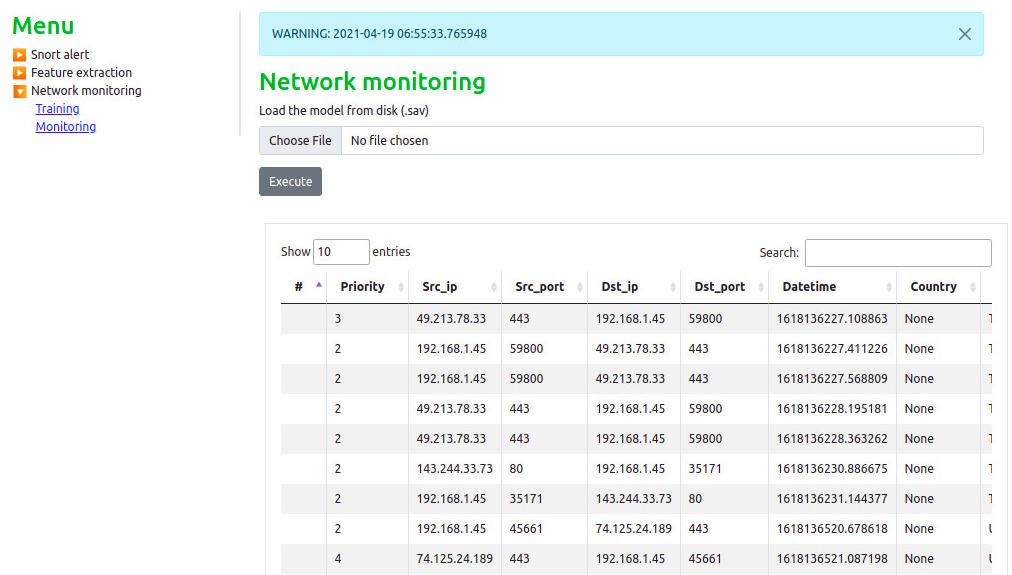 Menu
Snort alert
Feature extraction
Network monitoring
Training
Monitoring
WARNING: 2021-04-19 06:55:33.765948
Network monitoring
Load the model from disk (.sav)
Choose File No file chosen
Execute
Show 10 entries Search:
# Priority Src_ip Src_port Dst_ip Dst_port Datetime Country
3 49.213.78.33 443 192.168.1.45 59800 1618136227.108863 None
2 192.168.1.45 59800 49.213.78.33 443 1618136227.411226 None
2 192.168.1.45 59800 49.213.78.33 443 1618136227.568809 None
2 49.213.78.33 443 192.168.1.45 59800 1618136228.195181 None
2 49.213.78.33 443 192.168.1.45 59800 1618136228.363262 None
2 143.244.33.73 80 192.168.1.45 35171 1618136230.886675 None
2 192.168.1.45 35171 143.244.33.73 80 1618136231.144377 None
2 192.168.1.45 45661 74.125.24.189 443 1618136520.678618 None
4 74.125.24.189 443 192.168.1.45 45661 1618136521.087198 None